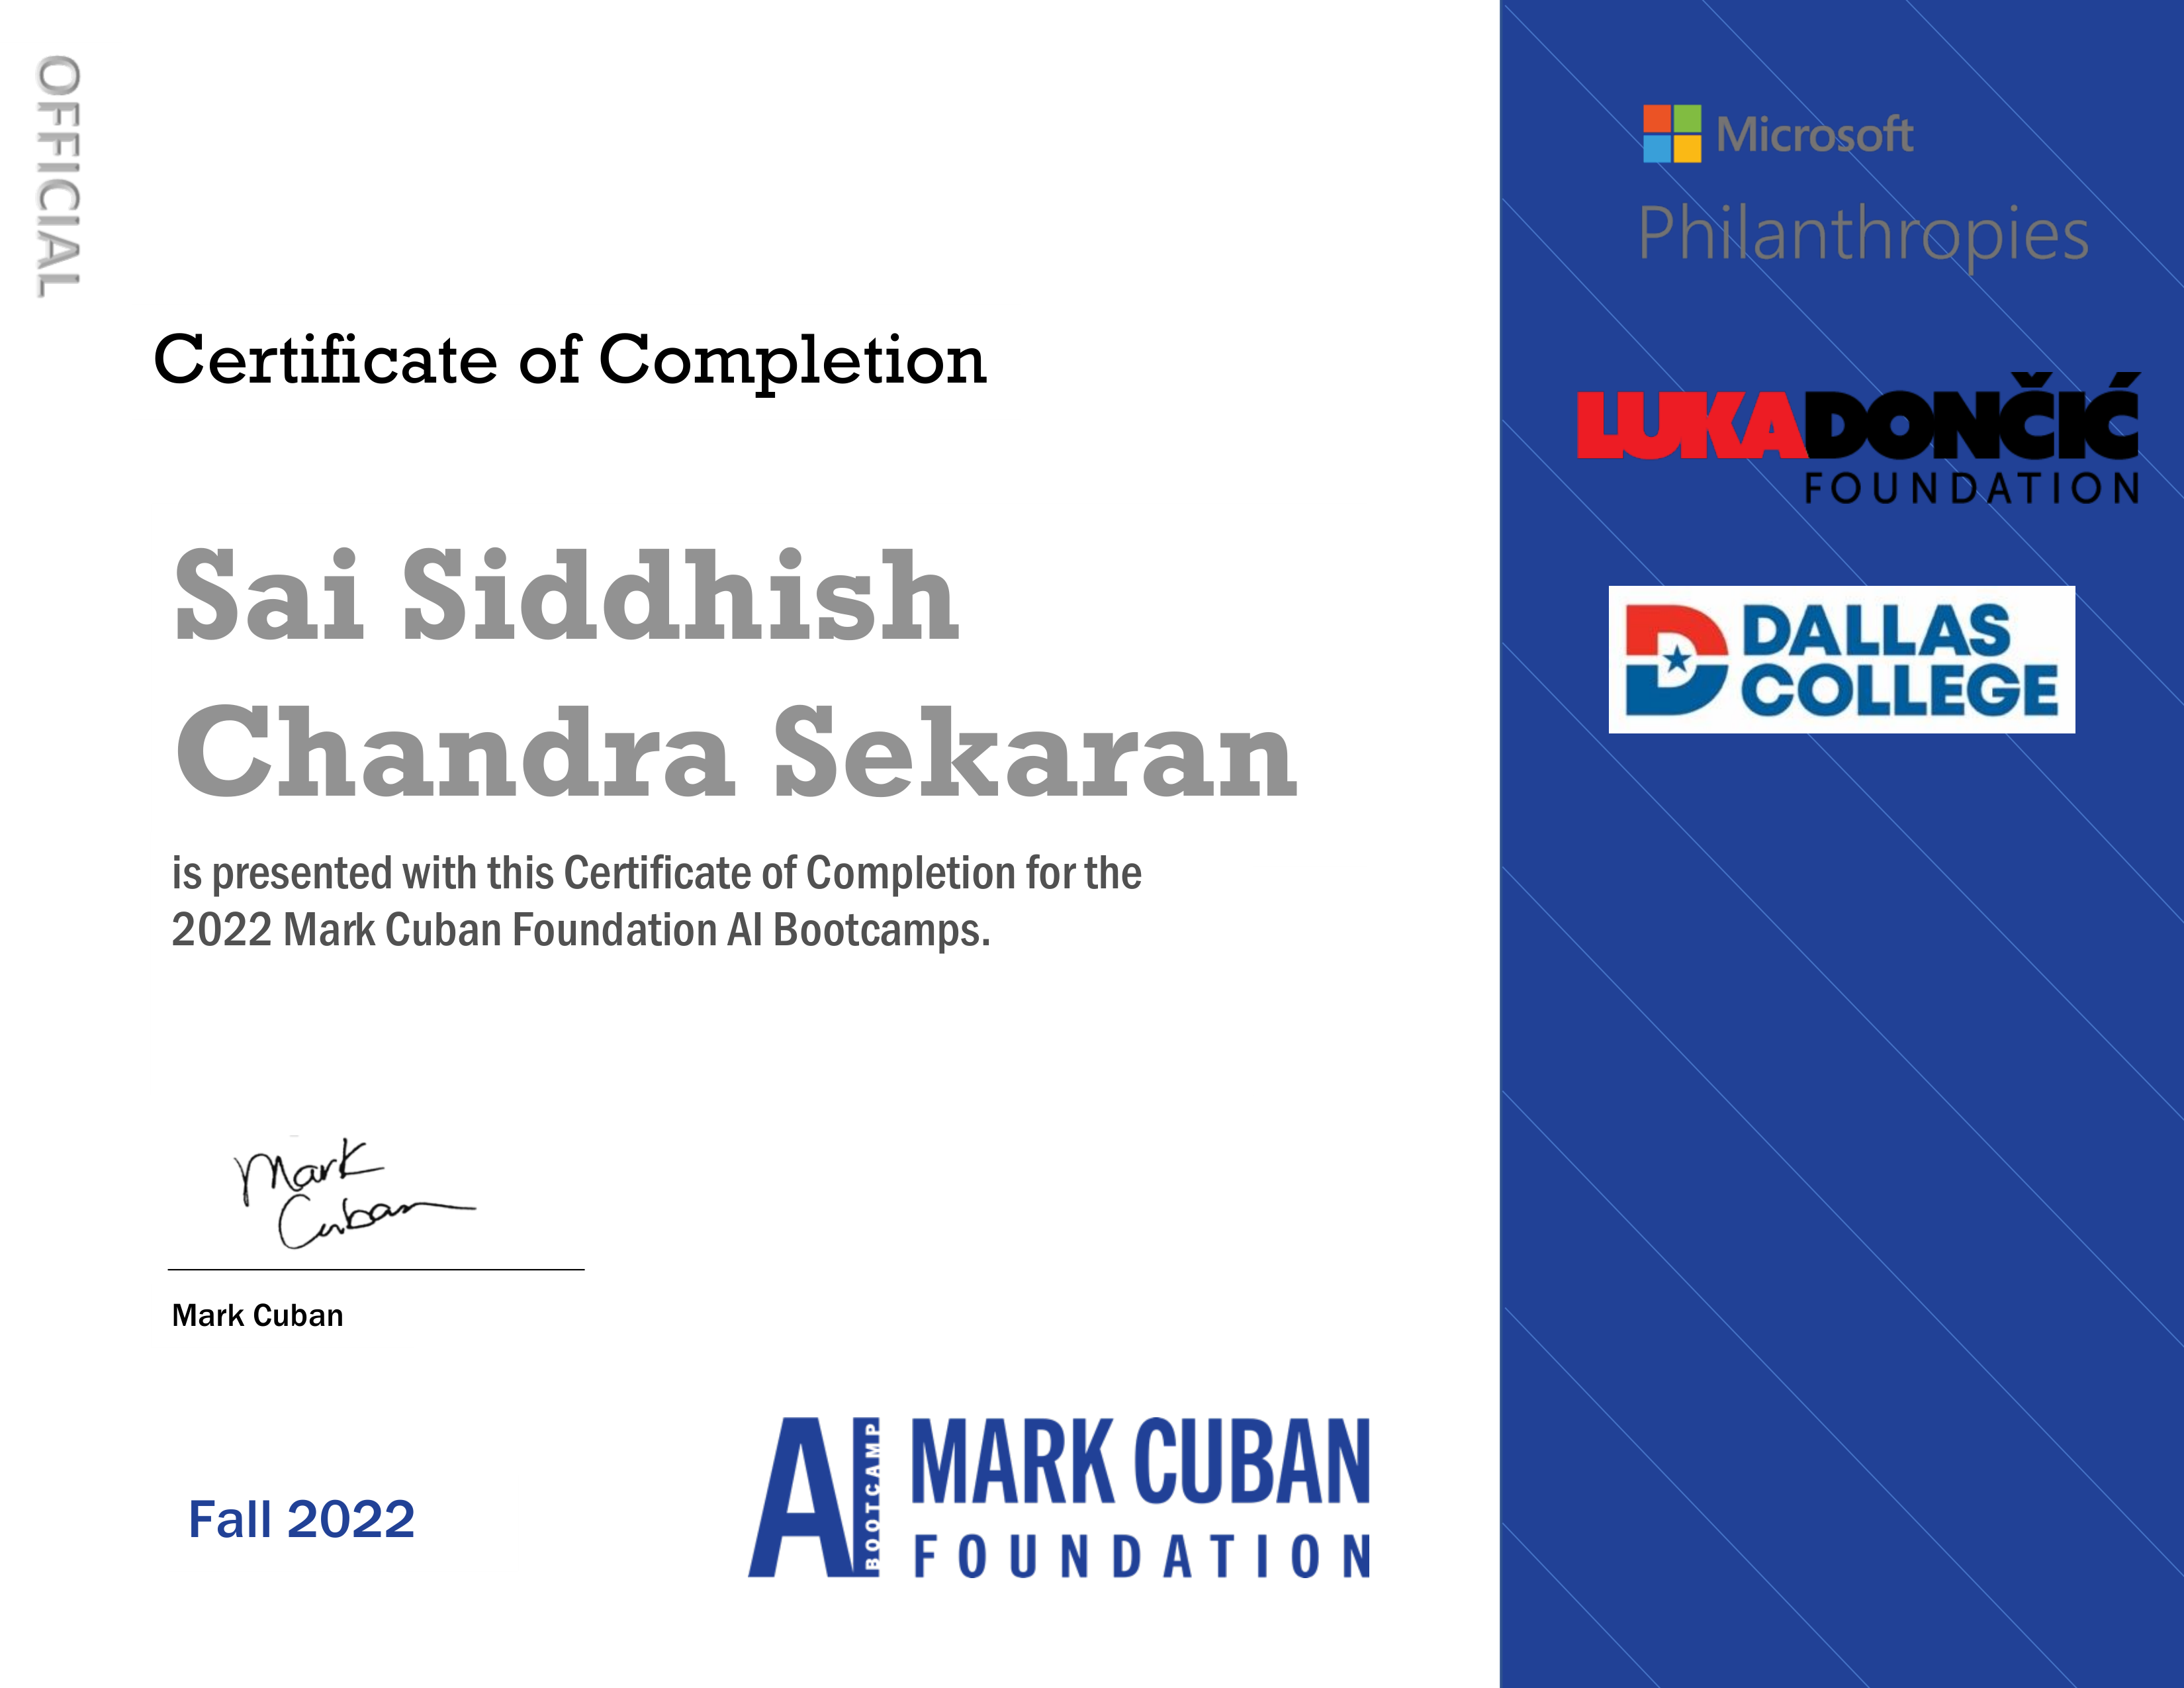 OFFICIAL
Certificate of Completion
Sai Siddhish
Chandra Sekaran
is presented with this Certificate of Completion for the
2022 Mark Cuban Foundation AI Bootcamps.
Mark
Cuban
Mark Cuban
Fall 2022
AI BOOTCAMP
MARK CUBAN
FOUNDATION
Microsoft
Philanthropies
LUKADONČIĆ
FOUNDATION
DALLAS
COLLEGE